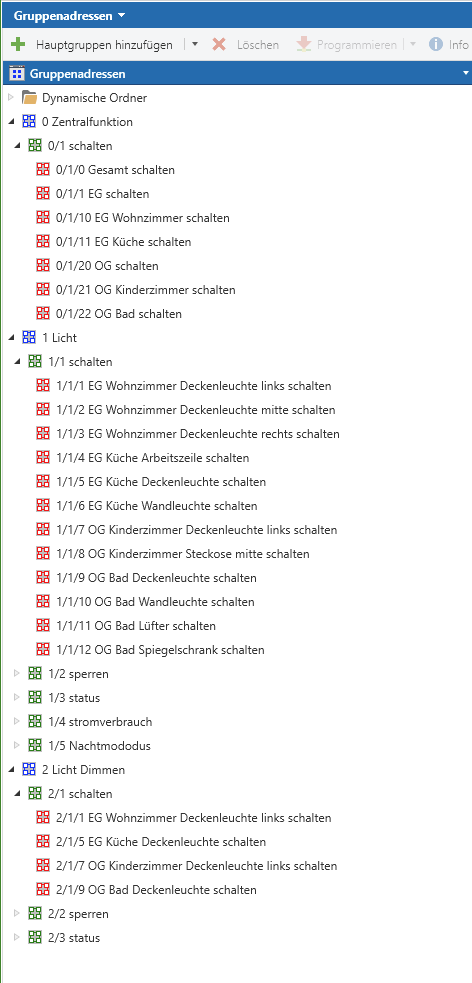 Gruppenadressen
Hauptgruppen hinzufügen Löschen Programmieren Info
Gruppenadressen
Dynamische Ordner
0 Zentralfunktion
0/1 schalten
0/1/0 Gesamt schalten
0/1/1 EG schalten
0/1/10 EG Wohnzimmer schalten
0/1/11 EG Küche schalten
0/1/20 OG schalten
0/1/21 OG Kinderzimmer schalten
0/1/22 OG Bad schalten
1 Licht
1/1 schalten
1/1/1 EG Wohnzimmer Deckenleuchte links schalten
1/1/2 EG Wohnzimmer Deckenleuchte mitte schalten
1/1/3 EG Wohnzimmer Deckenleuchte rechts schalten
1/1/4 EG Küche Arbeitszeile schalten
1/1/5 EG Küche Deckenleuchte schalten
1/1/6 EG Küche Wandleuchte schalten
1/1/7 OG Kinderzimmer Deckenleuchte links schalten
1/1/8 OG Kinderzimmer Steckose mitte schalten
1/1/9 OG Bad Deckenleuchte schalten
1/1/10 OG Bad Wandleuchte schalten
1/1/11 OG Bad Lüfter schalten
1/1/12 OG Bad Spiegelschrank schalten
1/2 sperren
1/3 status
1/4 stromverbrauch
1/5 Nachtmododus
2 Licht Dimmen
2/1 schalten
2/1/1 EG Wohnzimmer Deckenleuchte links schalten
2/1/5 EG Küche Deckenleuchte schalten
2/1/7 OG Kinderzimmer Deckenleuchte links schalten
2/1/9 OG Bad Deckenleuchte schalten
2/2 sperren
2/3 status